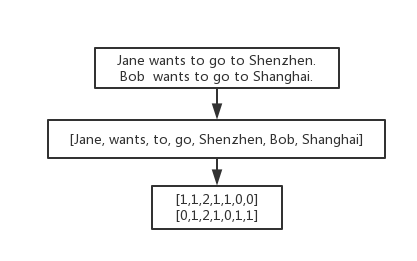 Jane wants to go to Shenzhen.
Bob  wants to go to Shanghai.
[Jane, wants, to, go, Shenzhen, Bob, Shanghai]
[1,1,2,1,1,0,0]
[0,1,2,1,0,1,1]